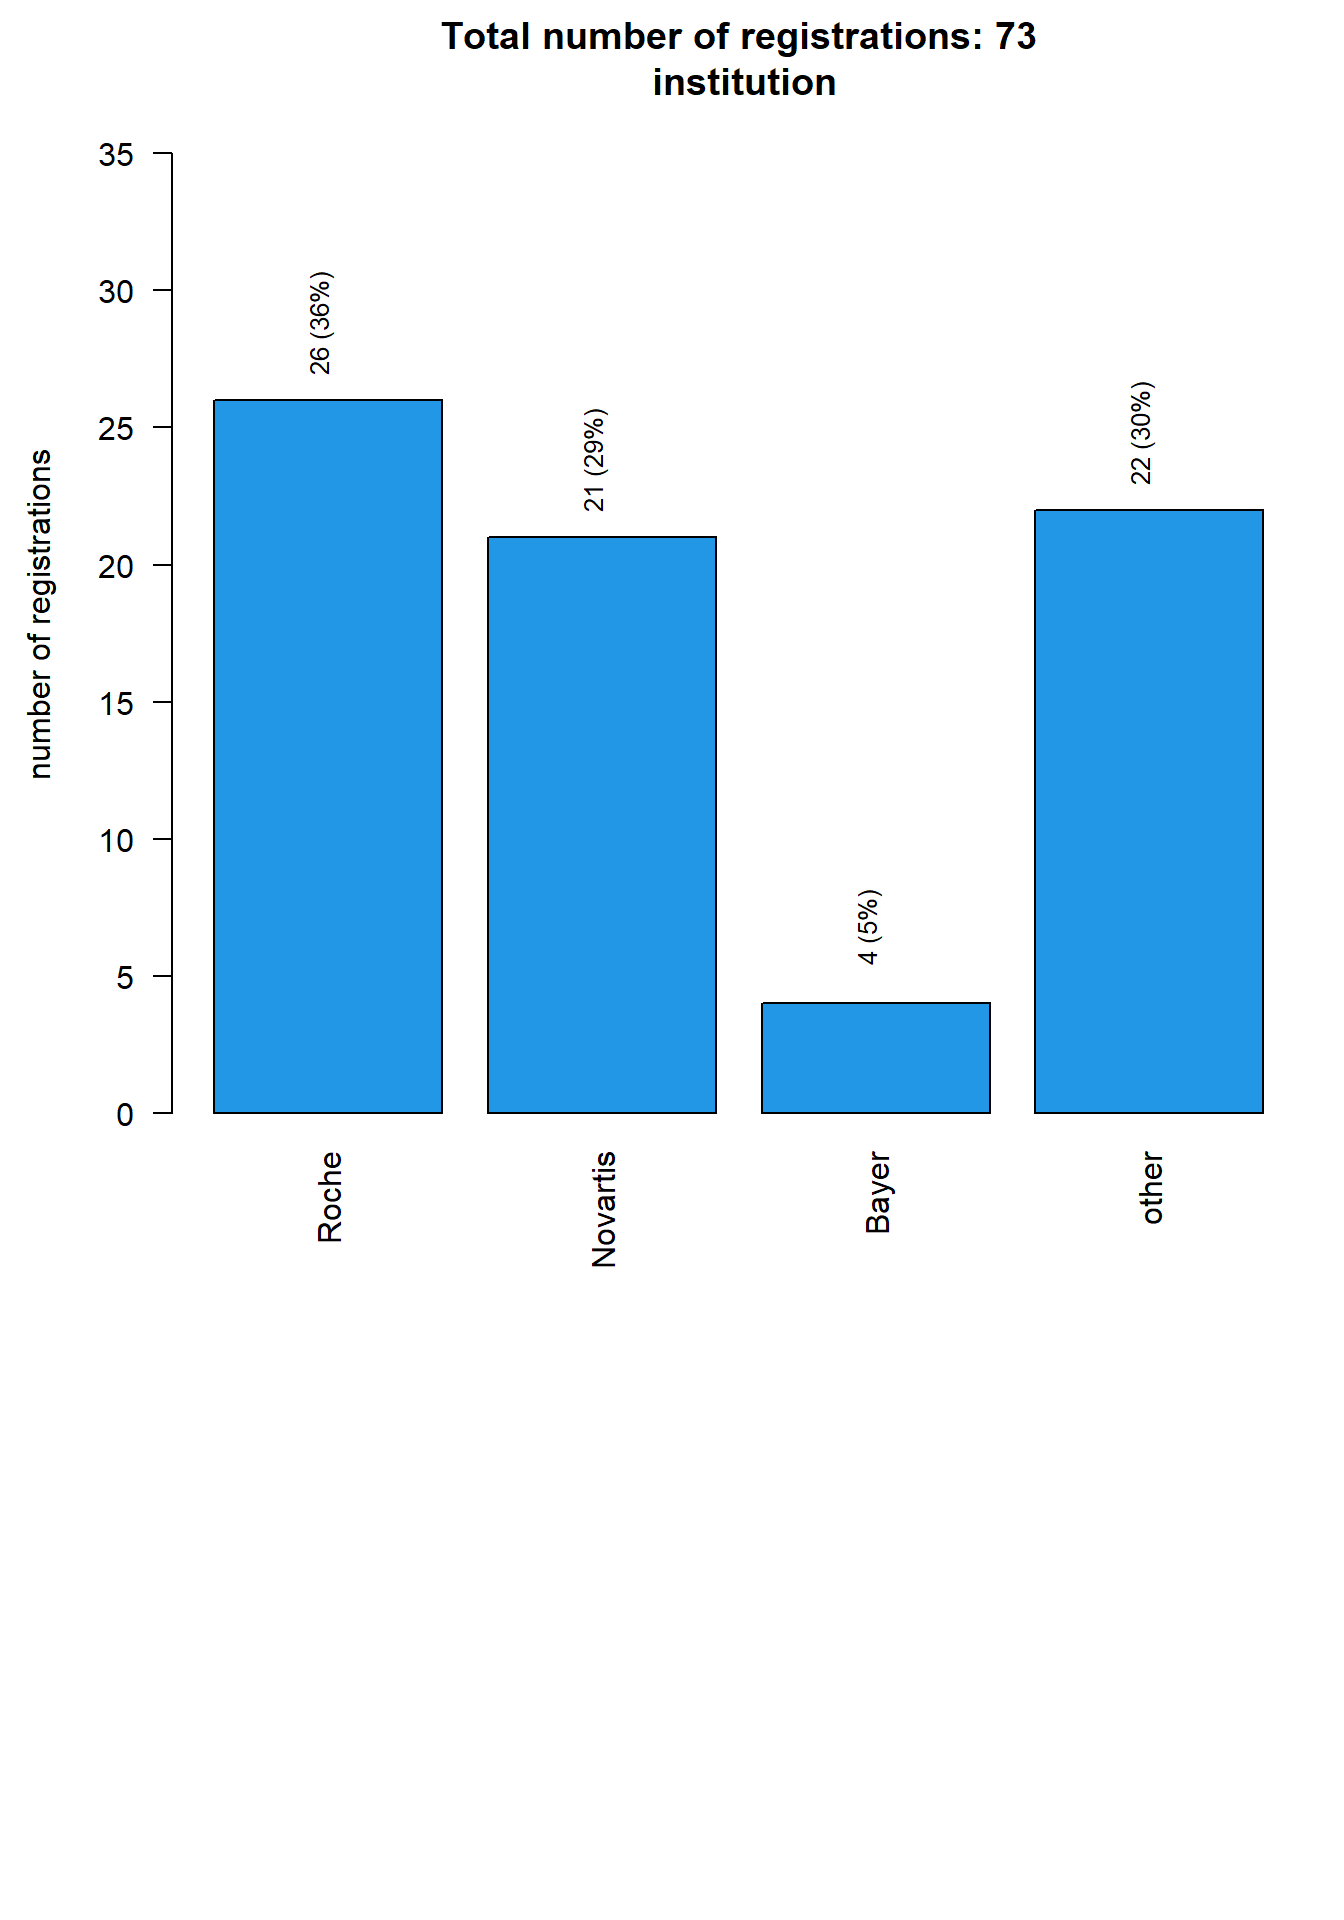 Total number of registrations: 73
institution
number of registrations
35
30
25
20
15
10
5
0
26 (36%)
21 (29%)
4 (5%)
22 (30%)
Roche
Novartis
Bayer
other